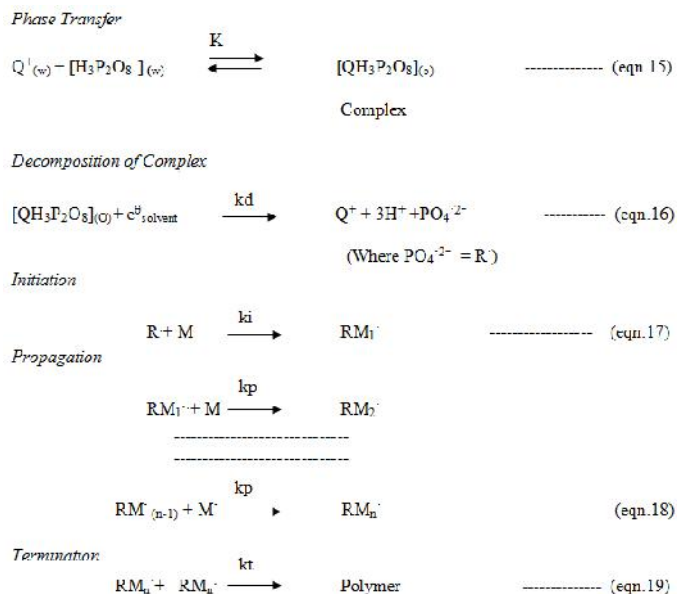 Phase Transfer
K
Q⁺(w) + [H3P2O8⁻](w) [QH3P2O8](o) ------------- (eqn.15)
Complex
Decomposition of Complex
kd
[QH3P2O8](O) + cᶿsolvent Q⁺ + 3H⁺ +PO₄˙²⁻ ----------- (eqn.16)
(Where PO₄˙²⁻ = R˙)
Initiation
ki
R˙+ M RM₁˙ ------------------ (eqn.17)
Propagation
kp
RM₁˙ + M RM₂˙
------------------------------
------------------------------
kp
RM˙(n-1) + M˙ RMn˙ (eqn.18)
Termination
kt
RMn˙+ RMn˙ Polymer -------------- (eqn.19)